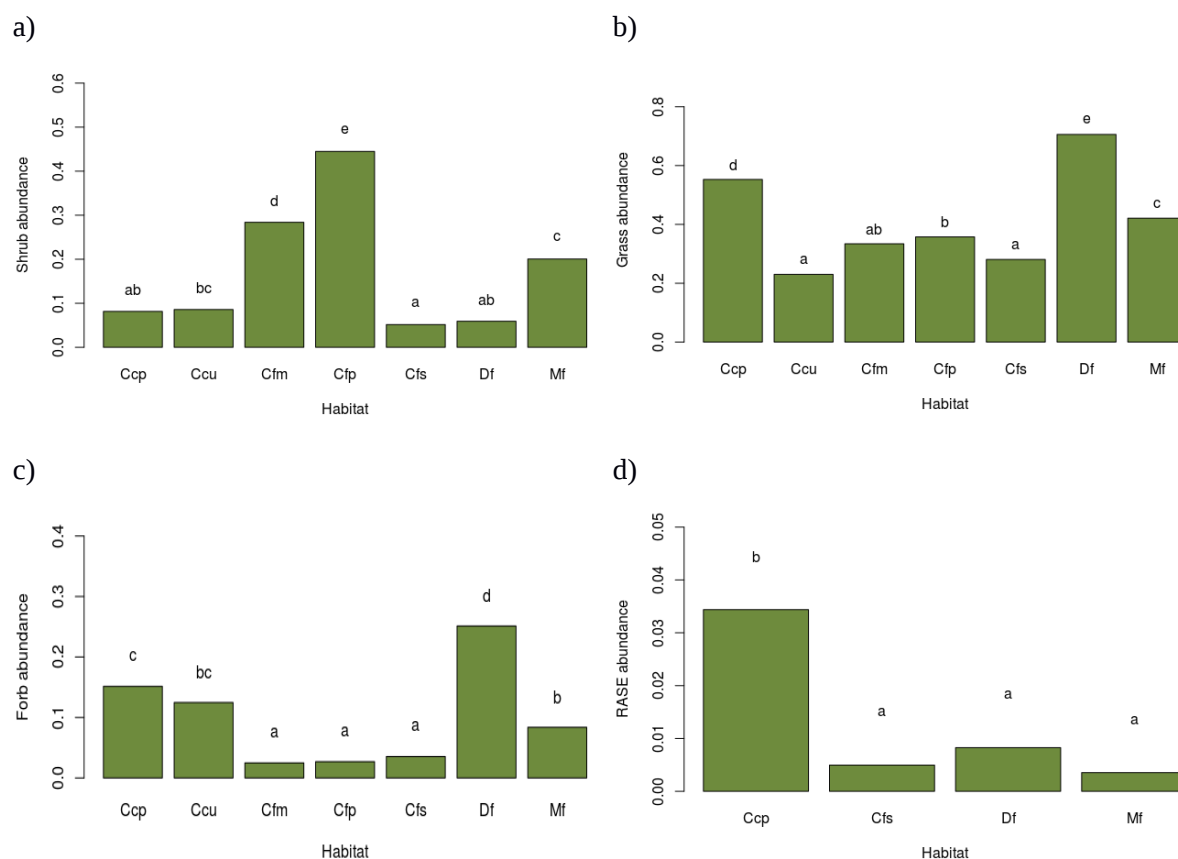 a)
Shrub abundance
0.6
0.5
0.4
0.3
0.2
0.1
0.0
ab bc d e a ab c
Ccp Ccu Cfm Cfp Cfs Df Mf
Habitat
b)
Grass abundance
0.8
0.6
0.4
0.2
0.0
d a ab b a e c
Ccp Ccu Cfm Cfp Cfs Df Mf
Habitat
c)
Forb abundance
0.4
0.3
0.2
0.1
0.0
c bc a a a d b
Ccp Ccu Cfm Cfp Cfs Df Mf
Habitat
d)
RASE abundance
0.05
0.04
0.03
0.02
0.01
0.00
b a a a
Ccp Cfs Df Mf
Habitat